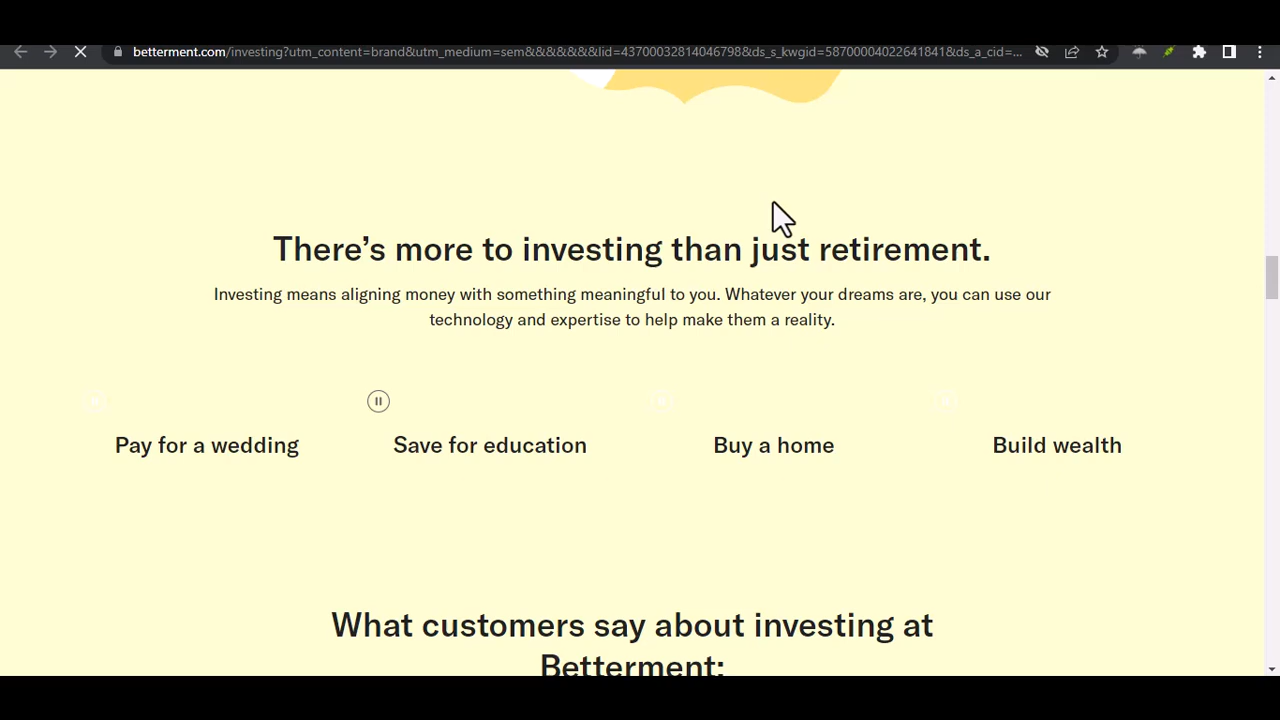 betterment.com/investing?utm_content=brand&utm_medium=sem&&&&&&&lid=43700032814046798&ds_s_kwgid=58700004022641841&ds_a_cid=...
There's more to investing than just retirement.
Investing means aligning money with something meaningful to you. Whatever your dreams are, you can use our
technology and expertise to help make them a reality.
Pay for a wedding
Save for education
Buy a home
Build wealth
What customers say about investing at
Betterment: